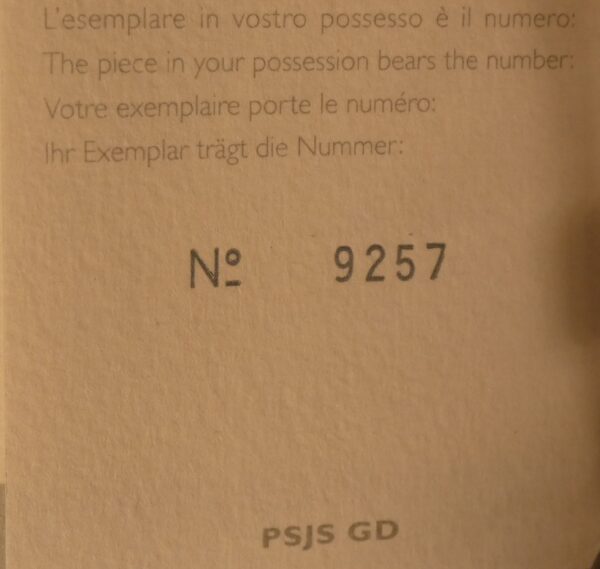 L'esemplare in vostro possesso è il numero:
The piece in your possession bears the number:
Votre exemplaire porte le numéro:
Ihr Exemplar trägt die Nummer:
Nº 9257
PSJS GD